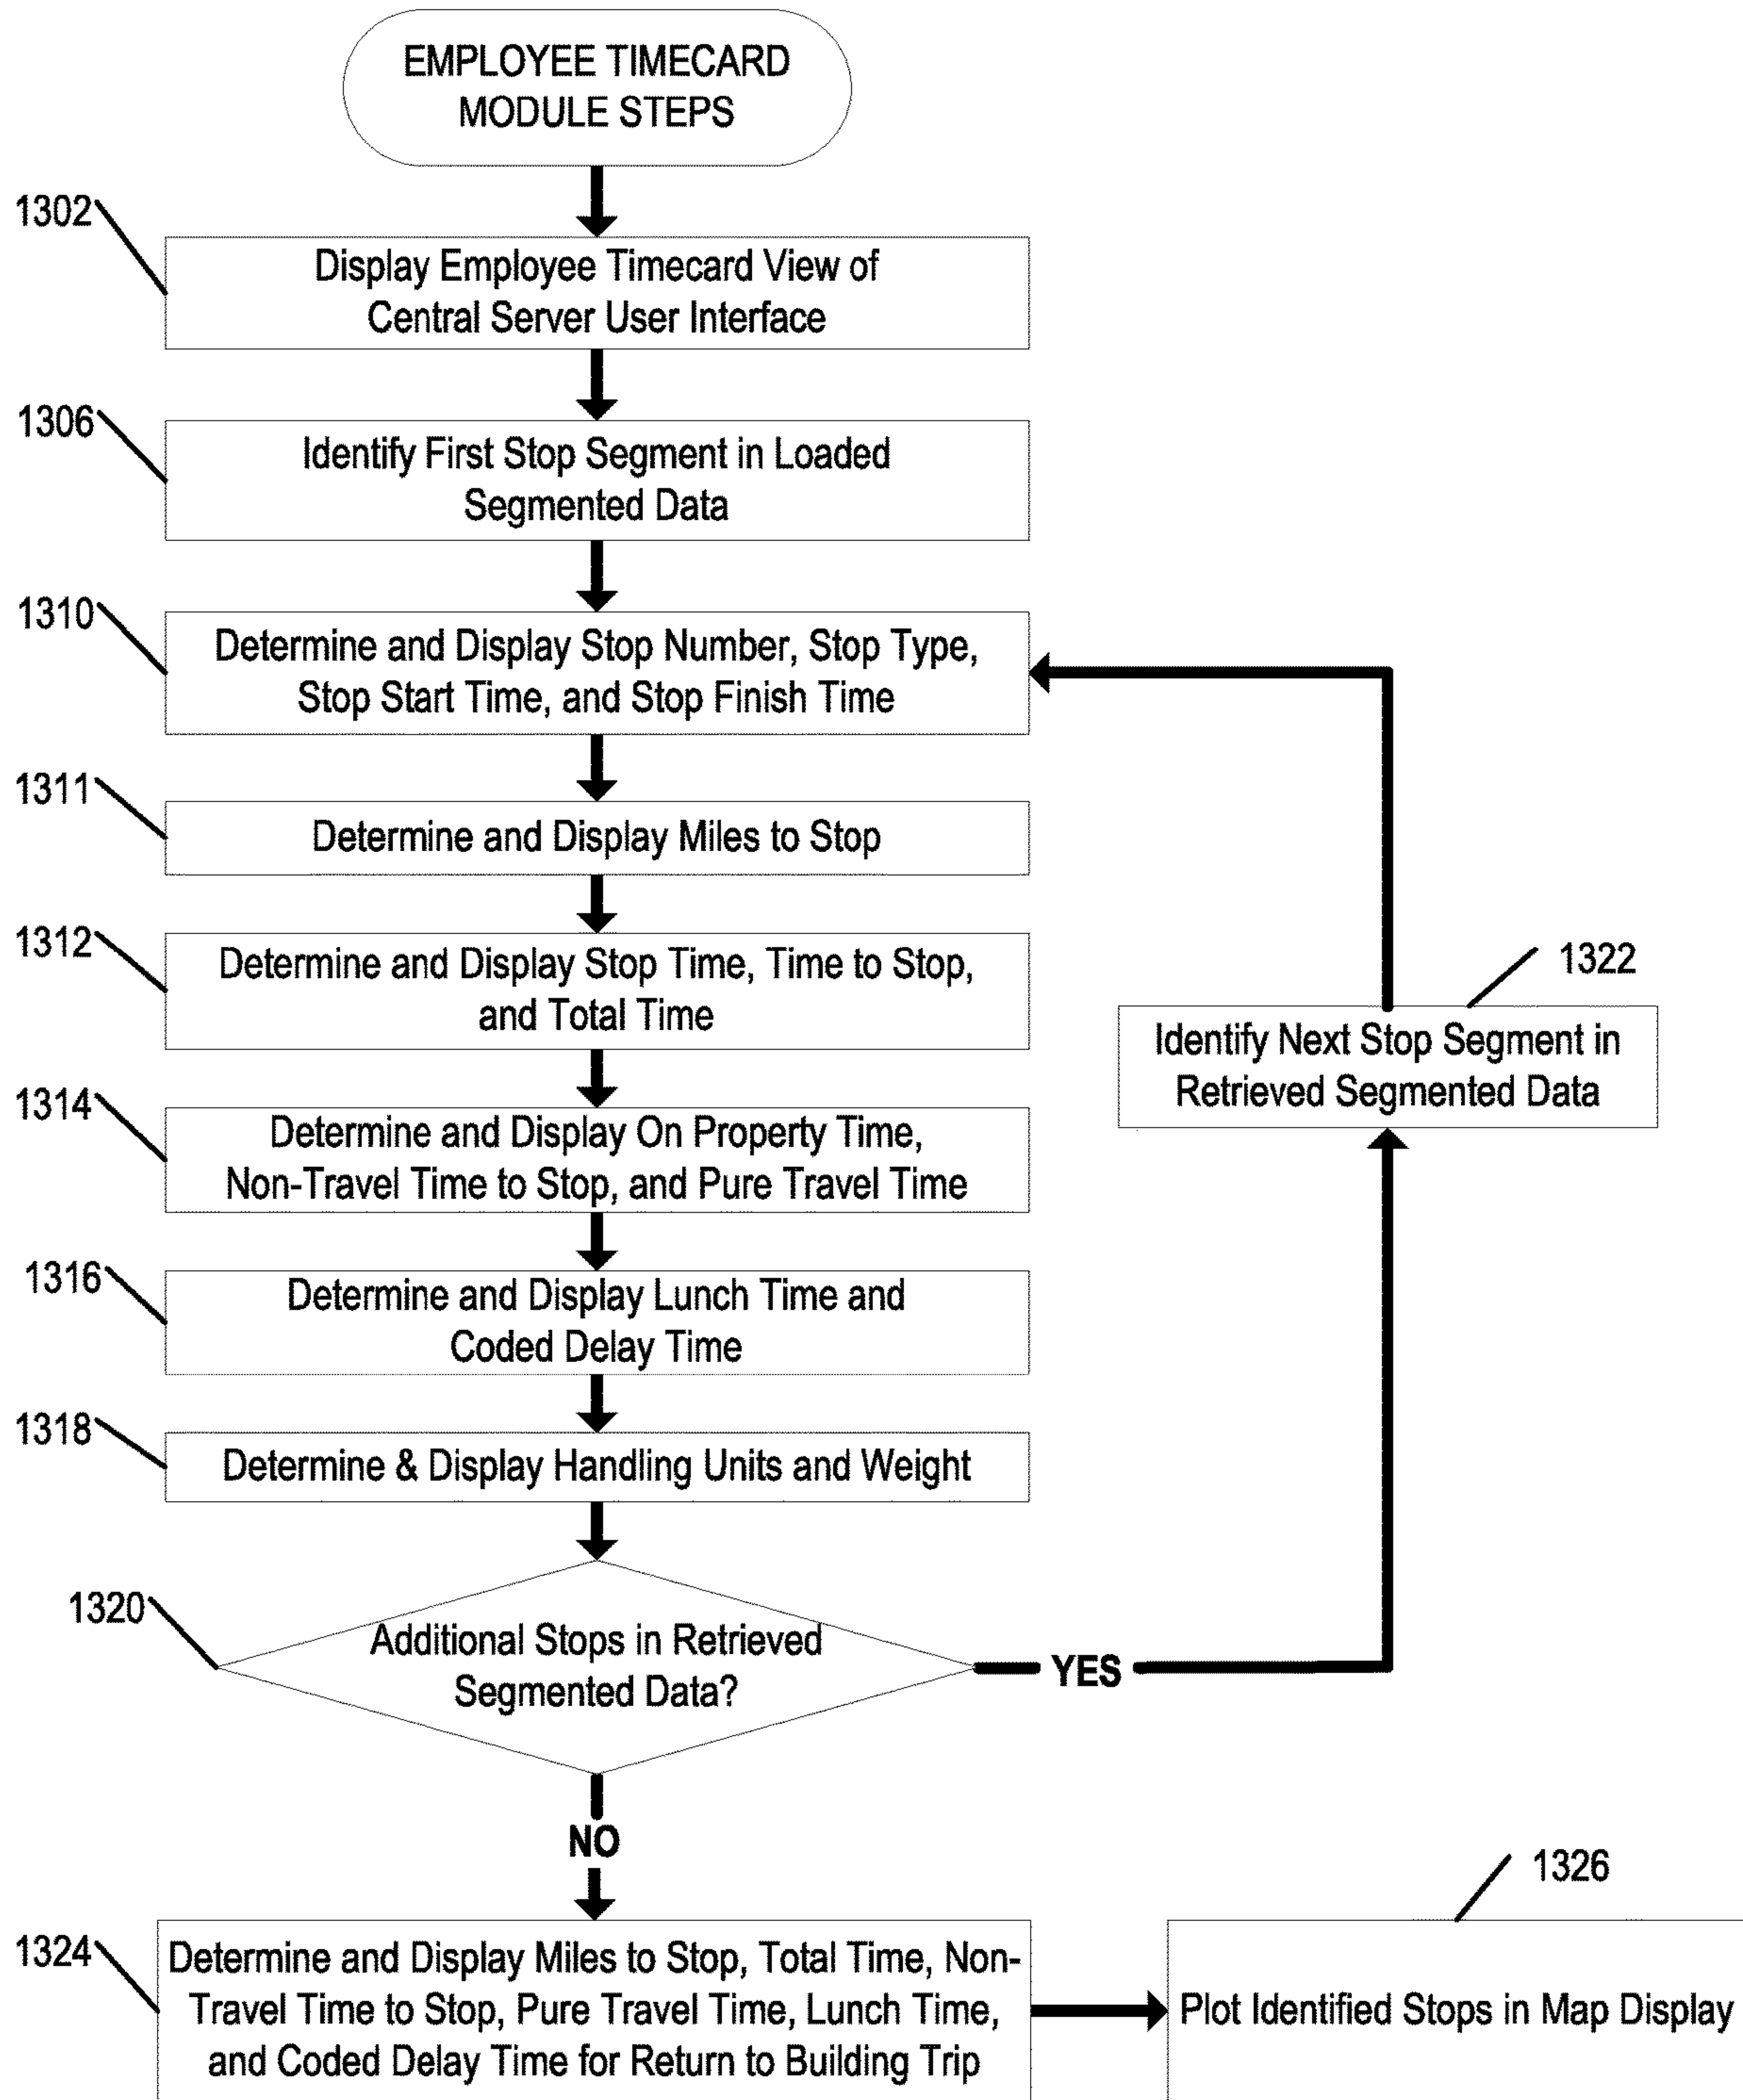 EMPLOYEE TIMECARD
MODULE STEPS
1302
Display Employee Timecard View of
Central Server User Interface
1306
Identify First Stop Segment in Loaded
Segmented Data
1310
Determine and Display Stop Number, Stop Type,
Stop Start Time, and Stop Finish Time
1311
Determine and Display Miles to Stop
1312
Determine and Display Stop Time, Time to Stop,
and Total Time
1322
Identify Next Stop Segment in
Retrieved Segmented Data
1314
Determine and Display On Property Time,
Non-Travel Time to Stop, and Pure Travel Time
1316
Determine and Display Lunch Time and
Coded Delay Time
1318
Determine & Display Handling Units and Weight
1320
Additional Stops in Retrieved
Segmented Data?
YES
NO
1324
Determine and Display Miles to Stop, Total Time, Non-
Travel Time to Stop, Pure Travel Time, Lunch Time,
and Coded Delay Time for Return to Building Trip
1326
Plot Identified Stops in Map Display